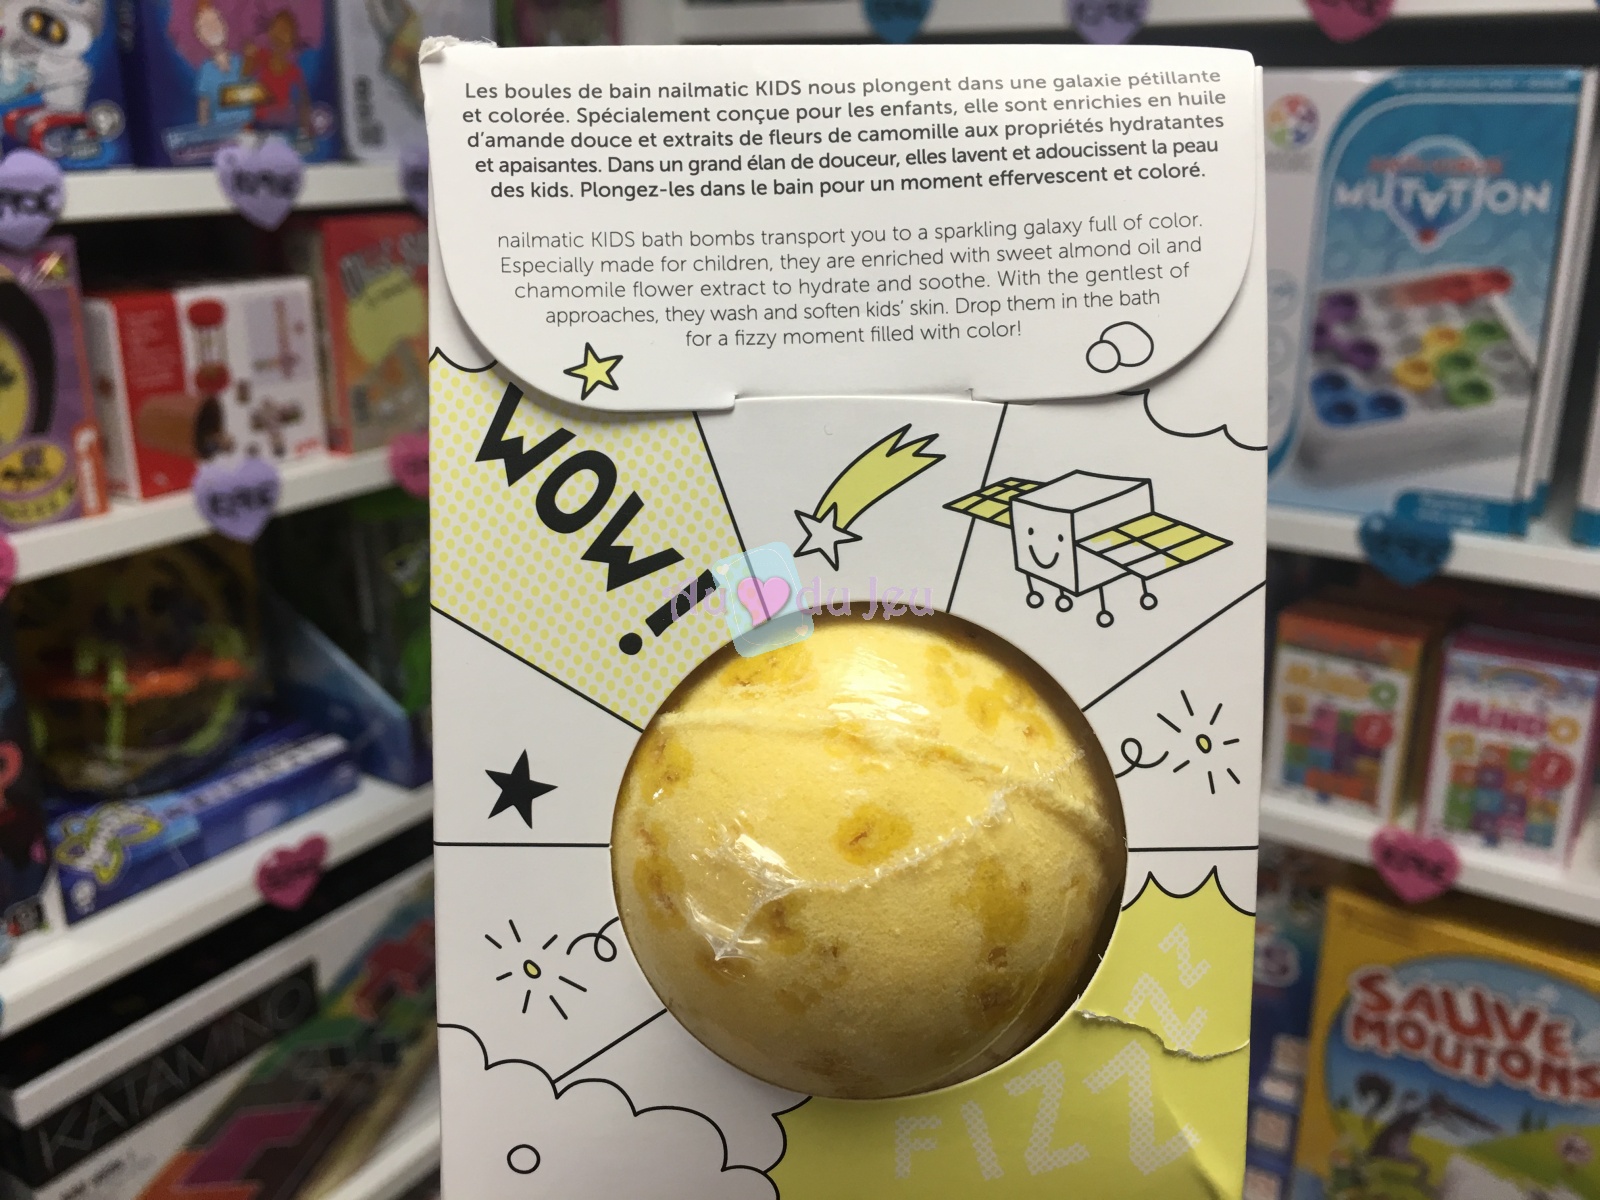 Les boules de bain nailmatic KIDS nous plongent dans une galaxie pétillante
et colorée. Spécialement conçue pour les enfants, elle sont enrichies en huile
d'amande douce et extraits de fleurs de camomille aux propriétés hydratantes
et apaisantes. Dans un grand élan de douceur, elles lavent et adoucissent la peau
des kids. Plongez-les dans le bain pour un moment effervescent et coloré.
nailmatic KIDS bath bombs transport you to a sparkling galaxy full of color.
Especially made for children, they are enriched with sweet almond oil and
chamomile flower extract to hydrate and soothe. With the gentlest of
approaches, they wash and soften kids' skin. Drop them in the bath
for a fizzy moment filled with color!
WOW!
du Jeu
FIZZZZ
MUTATION
MINDO
MINDO
SAUVE
MOUTONS
KATAMINO